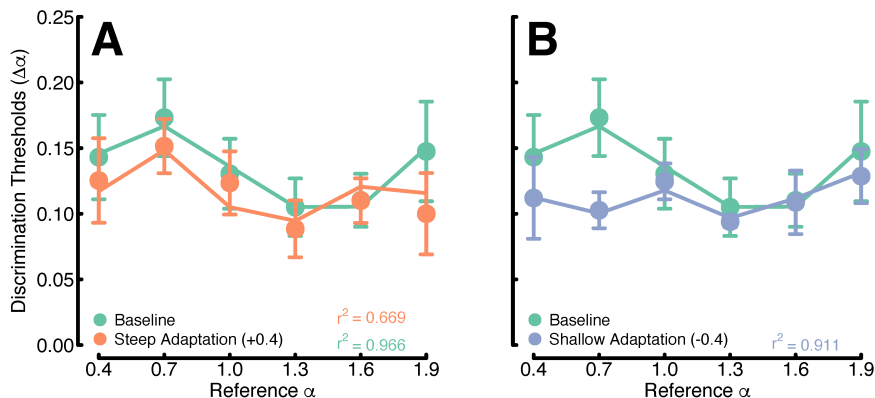 A
B
Discrimination Thresholds (Δα)
0.25
0.20
0.15
0.10
0.05
0.00
Baseline
Steep Adaptation (+0.4)
r² = 0.669
r² = 0.966
0.4 0.7 1.0 1.3 1.6 1.9
Reference α
Baseline
Shallow Adaptation (-0.4)
r² = 0.911
0.4 0.7 1.0 1.3 1.6 1.9
Reference α